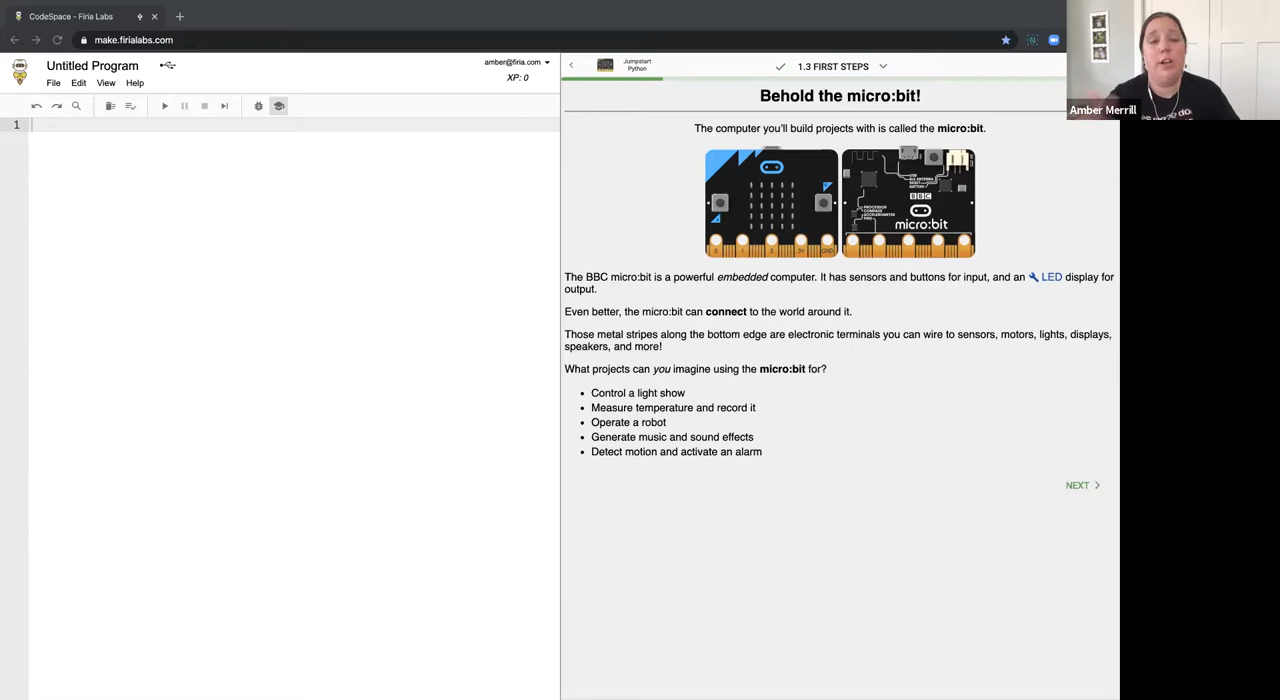 CodeSpace - Firia Labs
make.firialabs.com
Untitled Program
File Edit View Help
amber@firia.com
XP: 0
1
Jumpstart
Python
1.3 FIRST STEPS
Amber Merrill
Behold the micro:bit!
The computer you'll build projects with is called the micro:bit.
0 1 2 3V GND
BBC
micro:bit
The BBC micro:bit is a powerful embedded computer. It has sensors and buttons for input, and an LED display for
output.
Even better, the micro:bit can connect to the world around it.
Those metal stripes along the bottom edge are electronic terminals you can wire to sensors, motors, lights, displays,
speakers, and more!
What projects can you imagine using the micro:bit for?
• Control a light show
• Measure temperature and record it
• Operate a robot
• Generate music and sound effects
• Detect motion and activate an alarm
NEXT